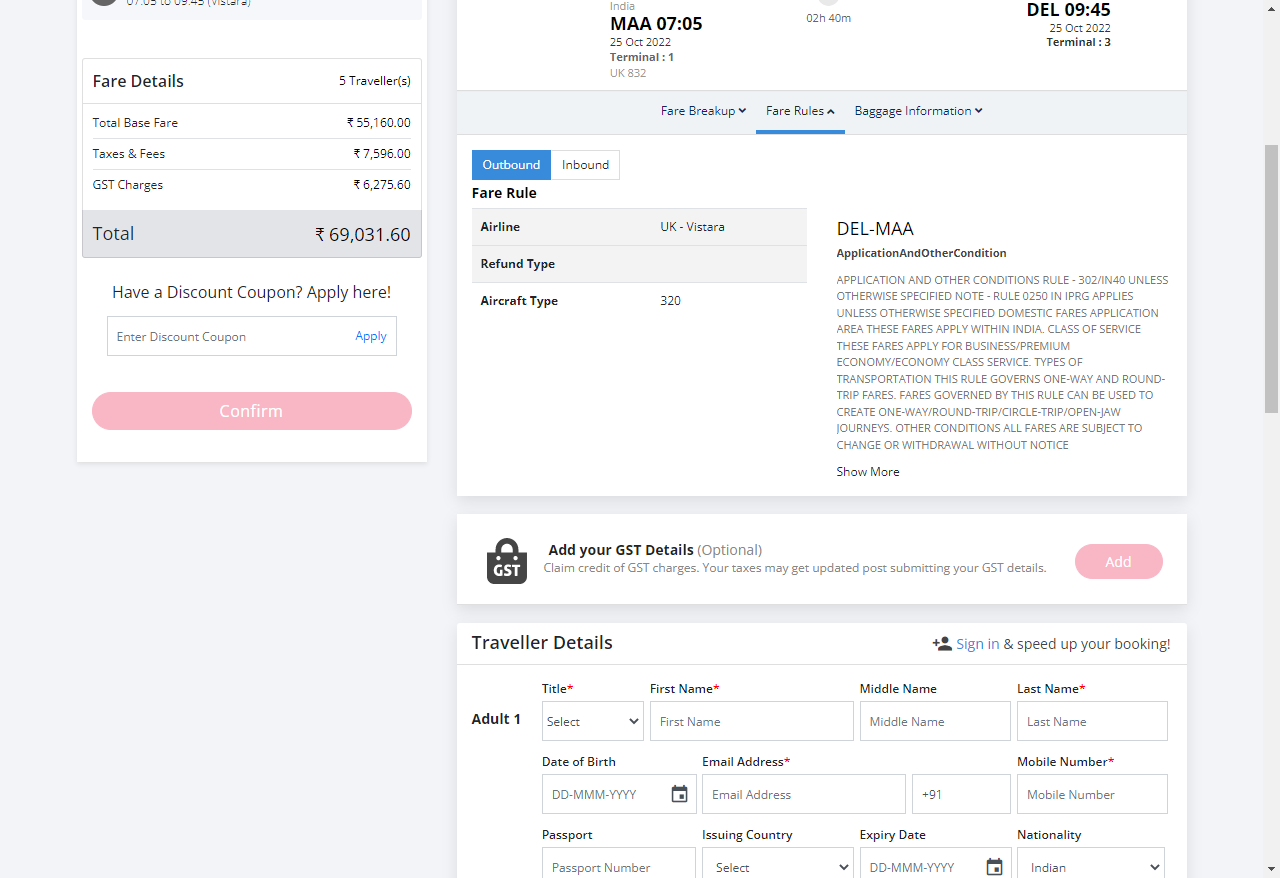 07:05 to 09:45 (Vistara)
Fare Details
5 Traveller(s)
Total Base Fare
₹ 55,160.00
Taxes & Fees
₹ 7,596.00
GST Charges
₹ 6,275.60
Total
₹ 69,031.60
Have a Discount Coupon? Apply here!
Enter Discount Coupon
Apply
Confirm
India
MAA 07:05
25 Oct 2022
Terminal : 1
UK 832
02h 40m
DEL 09:45
25 Oct 2022
Terminal : 3
Fare Breakup
Fare Rules
Baggage Information
Outbound
Inbound
Fare Rule
Airline
UK - Vistara
Refund Type
Aircraft Type
320
DEL-MAA
ApplicationAndOtherCondition
APPLICATION AND OTHER CONDITIONS RULE - 302/IN40 UNLESS
OTHERWISE SPECIFIED NOTE - RULE 0250 IN IPRG APPLIES
UNLESS OTHERWISE SPECIFIED DOMESTIC FARES APPLICATION
AREA THESE FARES APPLY WITHIN INDIA. CLASS OF SERVICE
THESE FARES APPLY FOR BUSINESS/PREMIUM
ECONOMY/ECONOMY CLASS SERVICE. TYPES OF
TRANSPORTATION THIS RULE GOVERNS ONE-WAY AND ROUND-
TRIP FARES. FARES GOVERNED BY THIS RULE CAN BE USED TO
CREATE ONE-WAY/ROUND-TRIP/CIRCLE-TRIP/OPEN-JAW
JOURNEYS. OTHER CONDITIONS ALL FARES ARE SUBJECT TO
CHANGE OR WITHDRAWAL WITHOUT NOTICE
Show More
GST
Add your GST Details (Optional)
Claim credit of GST charges. Your taxes may get updated post submitting your GST details.
Add
Traveller Details
Sign in & speed up your booking!
Adult 1
Title*
First Name*
Middle Name
Last Name*
Select
First Name
Middle Name
Last Name
Date of Birth
Email Address*
Mobile Number*
DD-MMM-YYYY
Email Address
+91
Mobile Number
Passport
Issuing Country
Expiry Date
Nationality
Passport Number
Select
DD-MMM-YYYY
Indian